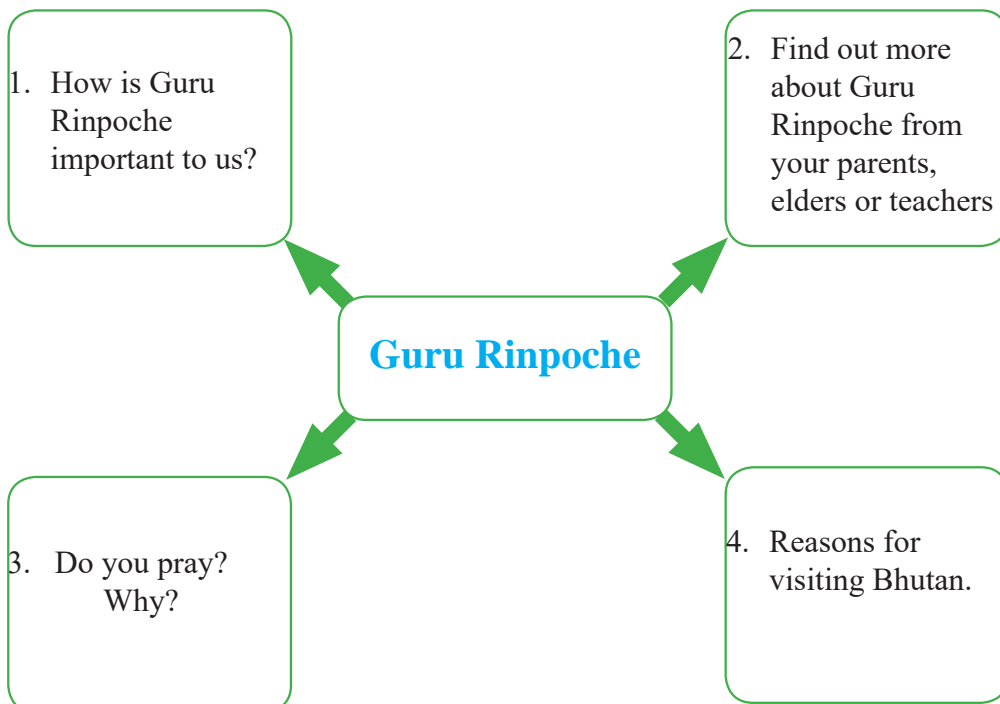 1. How is Guru
Rinpoche
important to us?
2. Find out more
about Guru
Rinpoche from
your parents,
elders or teachers
Guru Rinpoche
3. Do you pray?
Why?
4. Reasons for
visiting Bhutan.